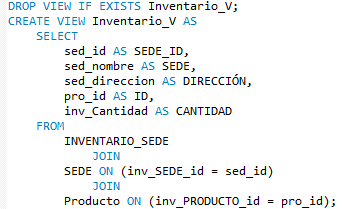 DROP VIEW IF EXISTS Inventario_V;
CREATE VIEW Inventario_V AS
SELECT
sed_id AS SEDE_ID,
sed_nombre AS SEDE,
sed_direccion AS DIRECCIÓN,
pro_id AS ID,
inv_Cantidad AS CANTIDAD
FROM
INVENTARIO_SEDE
JOIN
SEDE ON (inv_SEDE_id = sed_id)
JOIN
Producto ON (inv_PRODUCTO_id = pro_id);